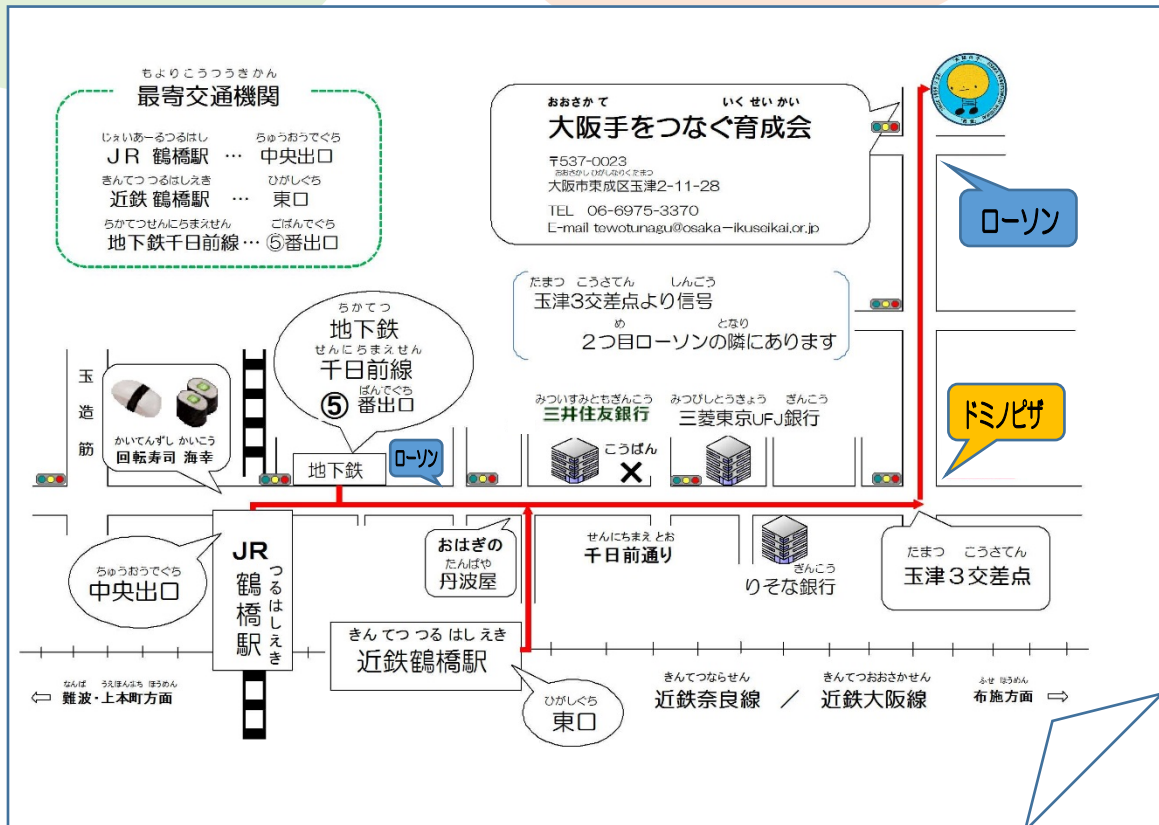 もよりこうつうきかん
最寄交通機関
じぇいあーるつるはし ちゅうおうでぐち
JR 鶴橋駅 … 中央出口
きんてつ つるはしえき ひがしぐち
近鉄 鶴橋駅 … 東口
ちかてつせんにちまえせん ごばんでぐち
地下鉄千日前線… ⑤番出口
おおさか て いく せい かい
大阪手をつなぐ育成会
〒537-0023
おおさかし ひがしなりく たまつ
大阪市東成区玉津2-11-28
TEL 06-6975-3370
E-mail tewotunagu@osaka－ikuseikai,or.jp
ローソン
たまつ こうさてん しんごう
玉津3交差点より信号
め となり
2つ目ローソンの隣にあります
ちかてつ
地下鉄
せんにちまえせん
千日前線
ばんでぐち
⑤ 番出口
玉造筋
かいてんずし かいこう
回転寿司 海幸
地下鉄
ローソン
みついすみともぎんこう
三井住友銀行
みつびしとうきょう ぎんこう
三菱東京UFJ銀行
こうばん
×
ドミノピザ
ちゅうおうでぐち
中央出口
JR
つるはしえき
鶴橋駅
おはぎの
たんばや
丹波屋
せんにちまえ とお
千日前通り
ぎんこう
りそな銀行
たまつ こうさてん
玉津３交差点
きん てつ つる はし えき
近鉄鶴橋駅
ひがしぐち
東口
なんば うえほんまち ほうめん
⇦ 難波・上本町方面
きんてつならせん きんてつおおさかせん
近鉄奈良線 ／ 近鉄大阪線
ふせ ほうめん
布施方面 ⇨